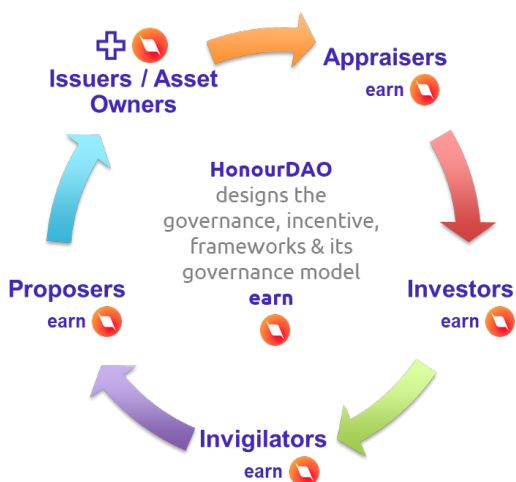 Issuers / Asset
Owners
Appraisers
earn
HonourDAO
designs the
governance, incentive,
frameworks & its
governance model
earn
Proposers
earn
Investors
earn
Invigilators
earn